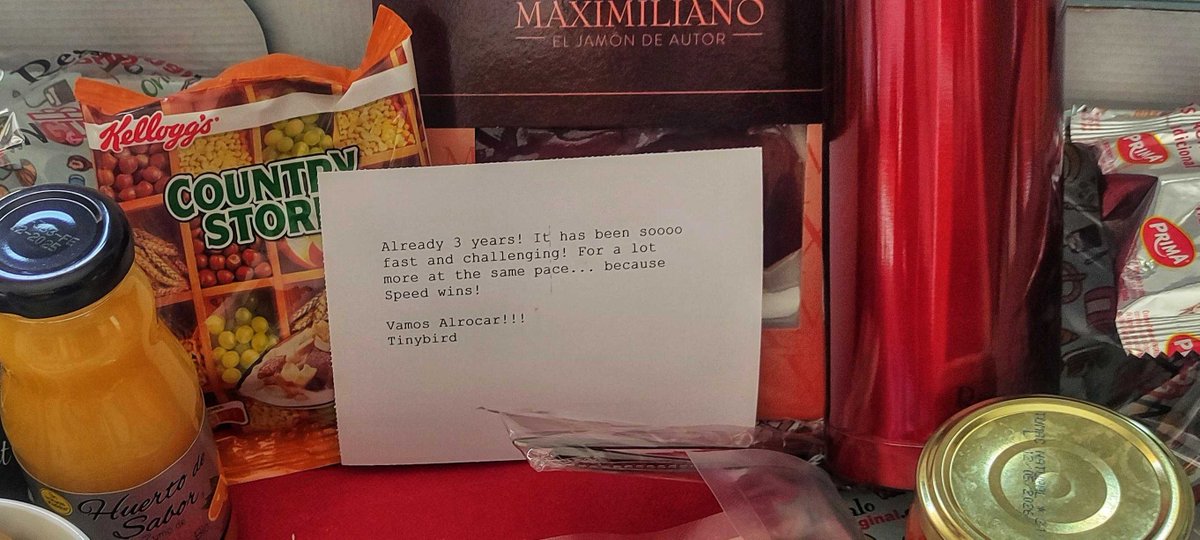 MAXIMILIANO
EL JAMÓN DE AUTOR
Kellogg's
COUNTRY
STORE
Already 3 years! It has been soooo
fast and challenging! For a lot
more at the same pace... because
Speed wins!
Vamos Alrocar!!!
Tinybird
Huerto de
Sabor
PRIMA
PRIMA